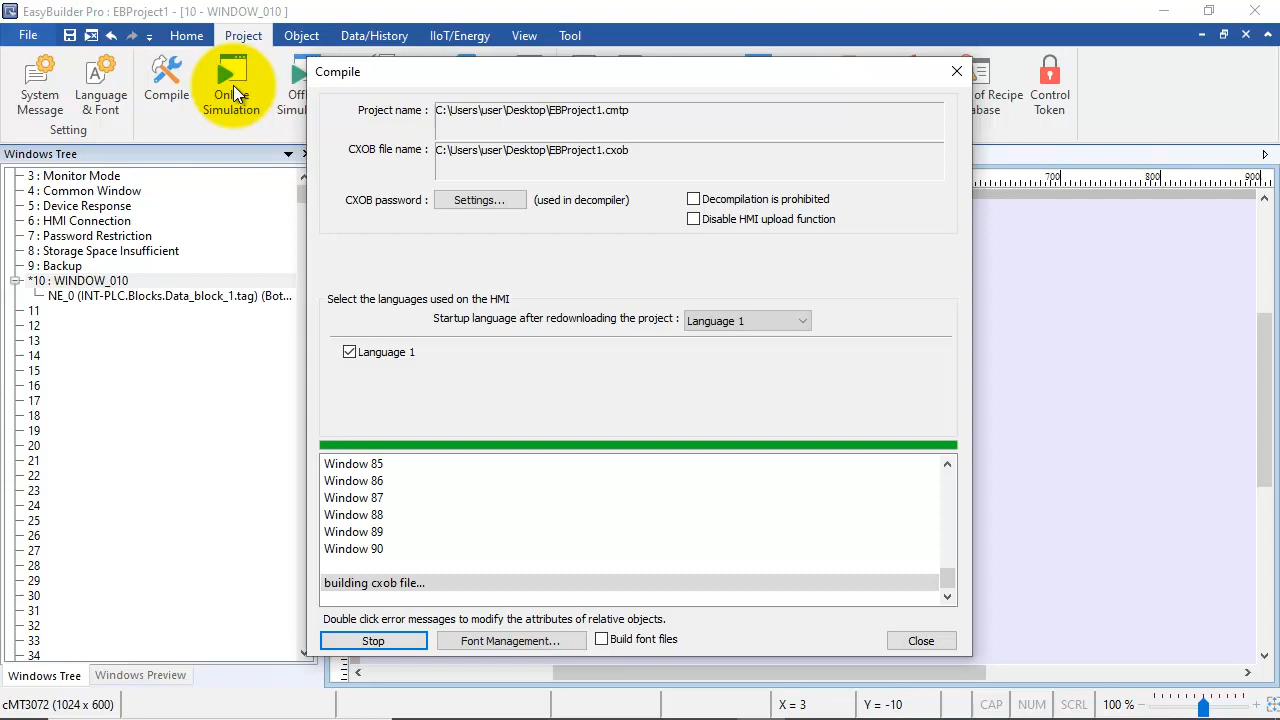 EasyBuilder Pro : EBProject1 - [10 - WINDOW_010 ]
File
Home
Project
Object
Data/History
IIoT/Energy
View
Tool
System
Message
Language
& Font
Compile
Simulation
Setting
of Recipe
Control
Token
Windows Tree
3 : Monitor Mode
4 : Common Window
5 : Device Response
6 : HMI Connection
7 : Password Restriction
8 : Storage Space Insufficient
9 : Backup
*10 : WINDOW_010
NE_0 (INT-PLC.Blocks.Data_block_1.tag) (Bot...
11
12
13
14
15
16
17
18
19
20
21
22
23
24
25
26
27
28
29
30
31
32
33
34
Windows Tree
Windows Preview
Compile
Project name : C:\Users\user\Desktop\EBProject1.cmtp
CXOB file name : C:\Users\user\Desktop\EBProject1.cxob
CXOB password : Settings... (used in decompiler)
Decompilation is prohibited
Disable HMI upload function
Select the languages used on the HMI
Startup language after redownloading the project : Language 1
Language 1
Window 85
Window 86
Window 87
Window 88
Window 89
Window 90
building cxob file...
Double click error messages to modify the attributes of relative objects.
Stop
Font Management...
Build font files
Close
700 800 900
cMT3072 (1024 x 600)
X = 3
Y = -10
CAP
NUM
SCRL
100 %